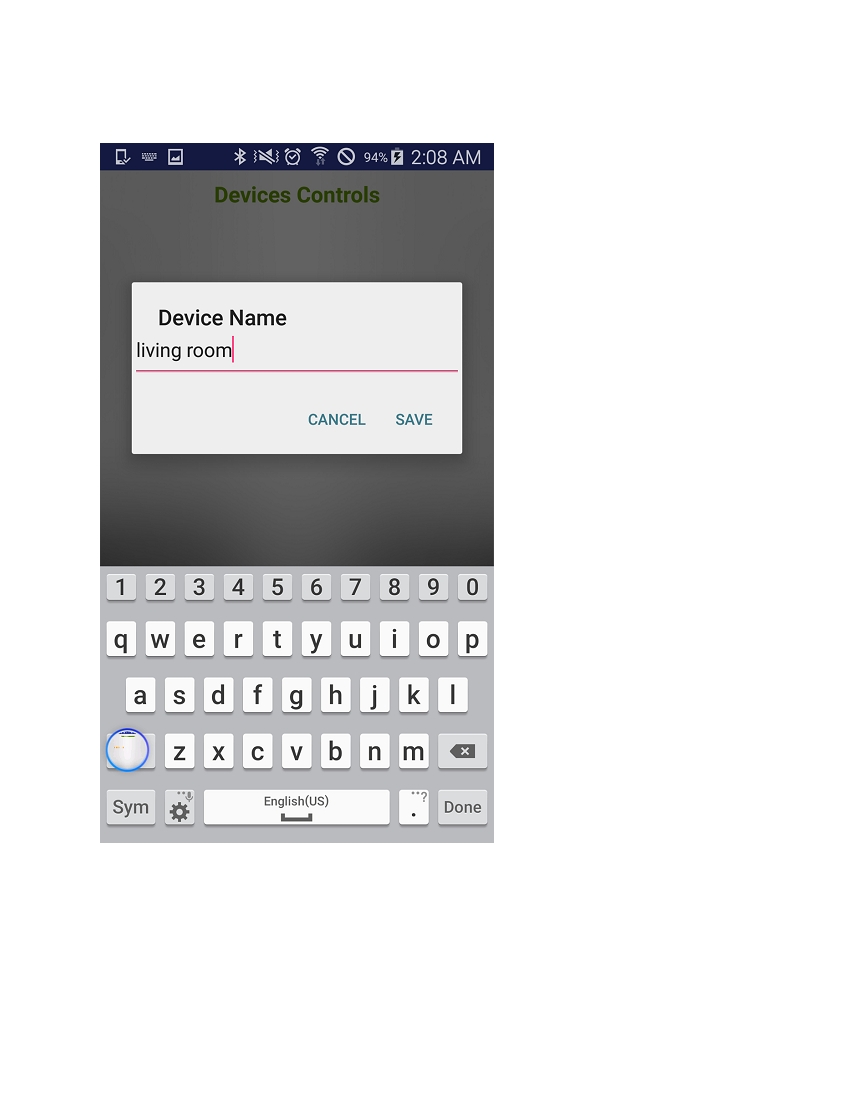 94% 2:08 AM
Devices Controls
Device Name
living room
CANCEL SAVE
1 2 3 4 5 6 7 8 9 0
q w e r t y u i o p
a s d f g h j k l
z x c v b n m
Sym English(US) . ...? Done